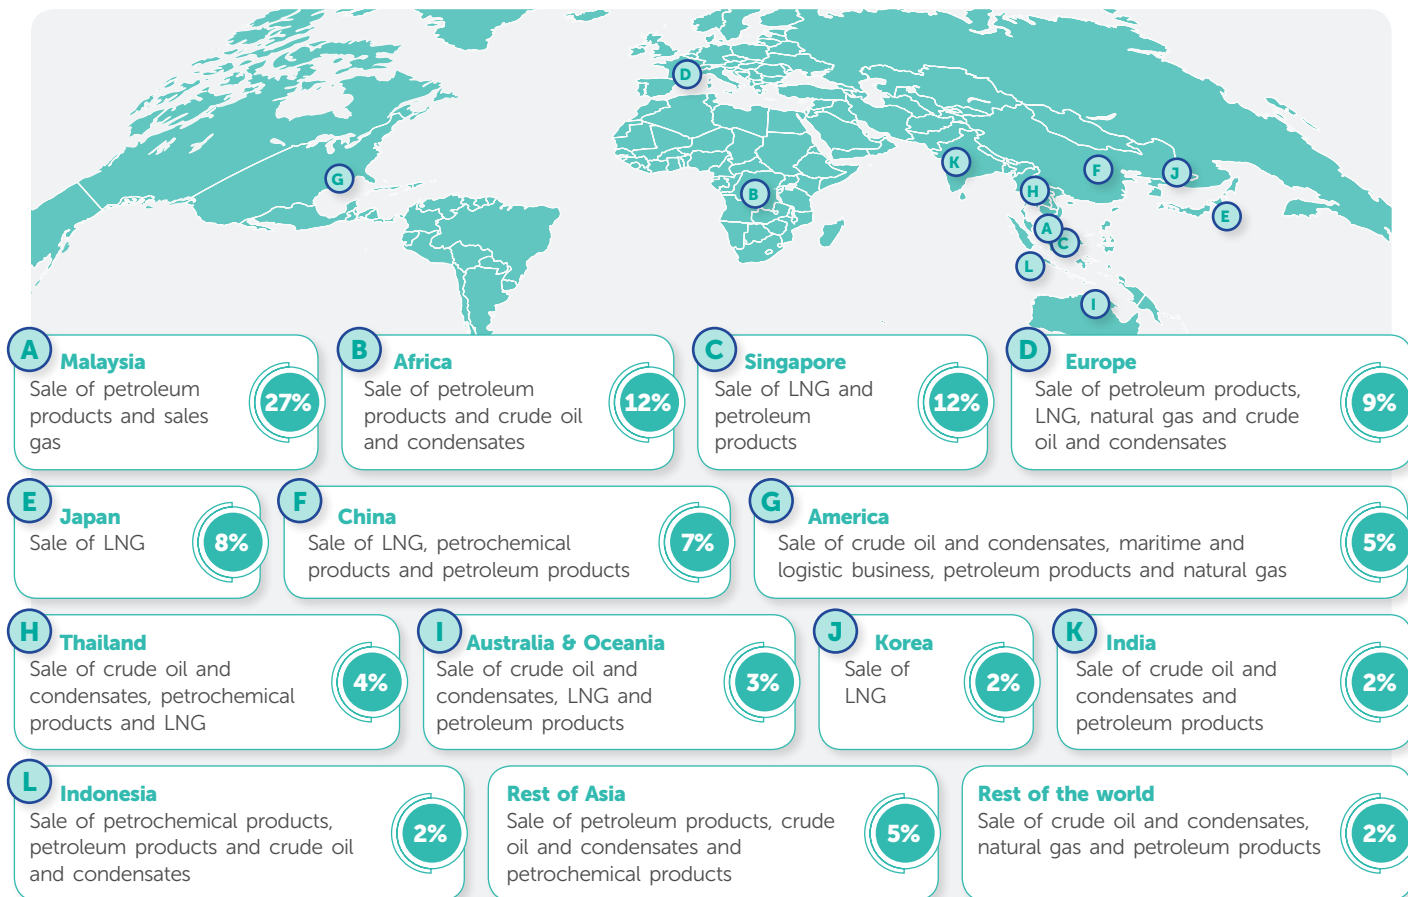 D
G
K
F
J
H
B
E
A
C
L
I
A
Malaysia
Sale of petroleum
products and sales
gas
27%
B
Africa
Sale of petroleum
products and crude oil
and condensates
12%
C
Singapore
Sale of LNG and
petroleum
products
12%
D
Europe
Sale of petroleum products,
LNG, natural gas and crude
oil and condensates
9%
E
Japan
Sale of LNG
8%
F
China
Sale of LNG, petrochemical
products and petroleum products
7%
G
America
Sale of crude oil and condensates, maritime and
logistic business, petroleum products and natural gas
5%
H
Thailand
Sale of crude oil and
condensates, petrochemical
products and LNG
4%
I
Australia & Oceania
Sale of crude oil and
condensates, LNG and
petroleum products
3%
J
Korea
Sale of
LNG
2%
K
India
Sale of crude oil and
condensates and
petroleum products
2%
L
Indonesia
Sale of petrochemical products,
petroleum products and crude oil
and condensates
2%
Rest of Asia
Sale of petroleum products, crude
oil and condensates and
petrochemical products
5%
Rest of the world
Sale of crude oil and condensates,
natural gas and petroleum products
2%